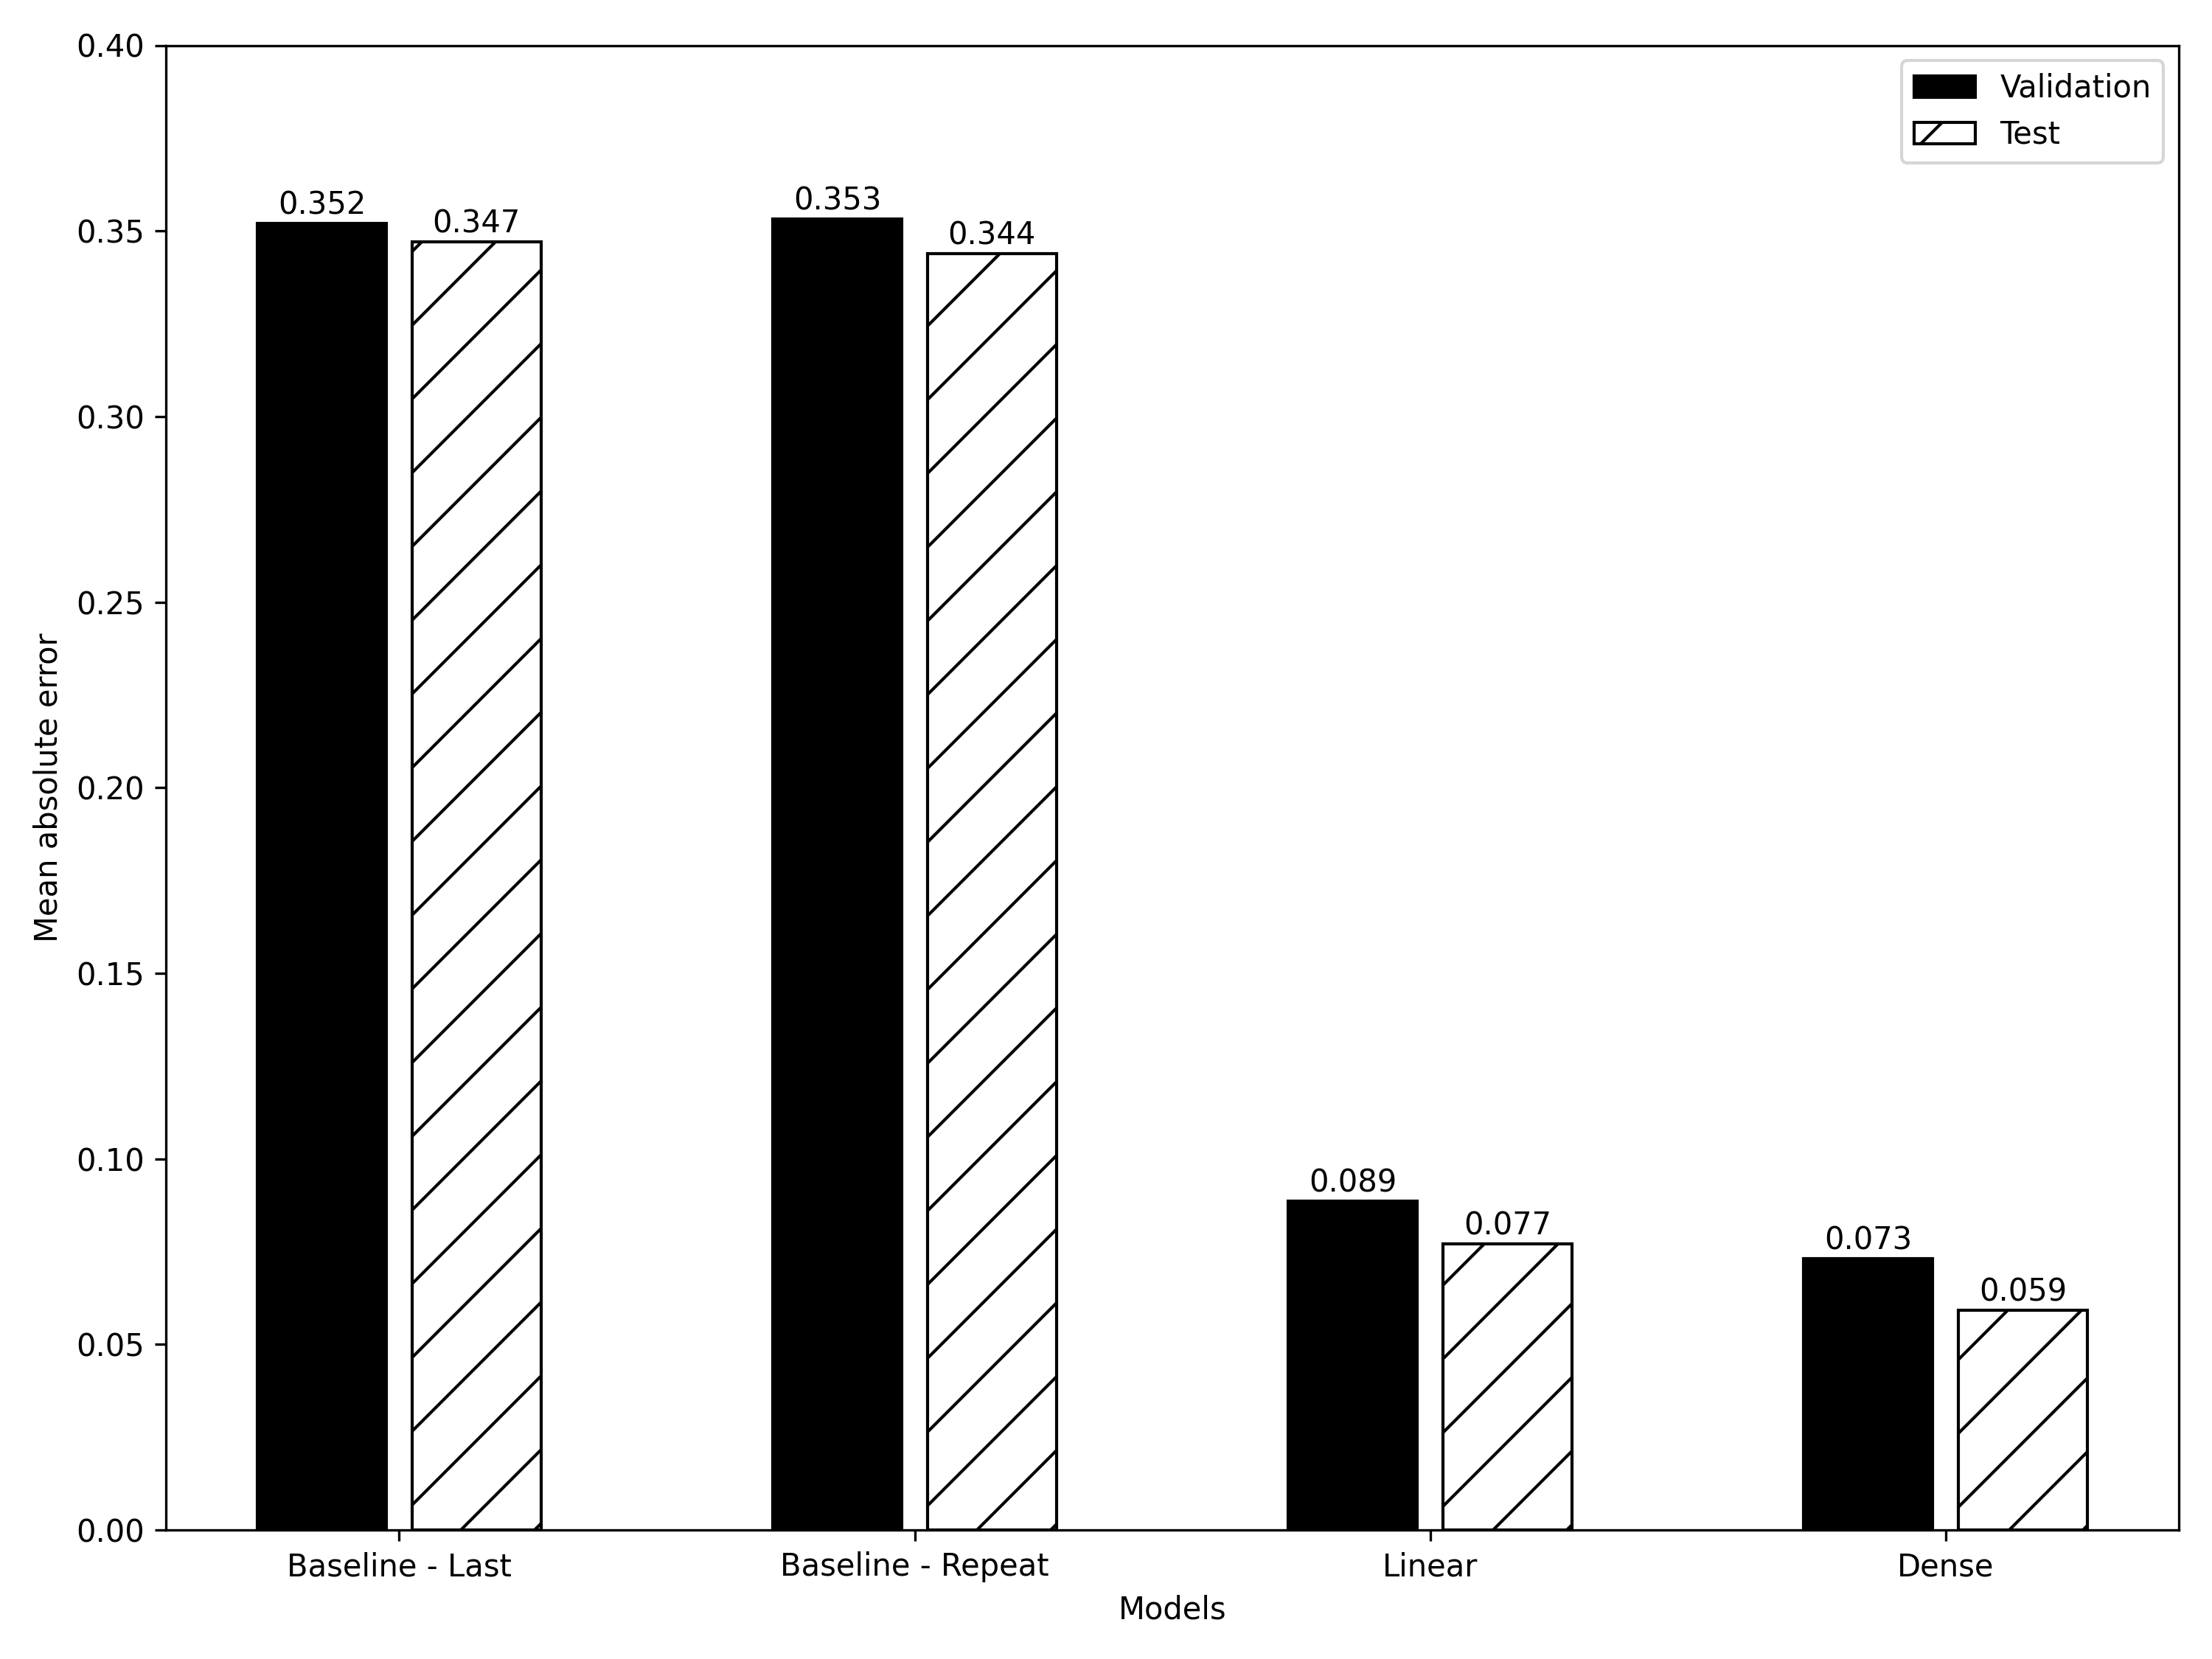 0.40
0.35
0.30
0.25
0.20
0.15
0.10
0.05
0.00
Mean absolute error
Validation
Test
0.352
0.347
0.353
0.344
0.089
0.077
0.073
0.059
Baseline - Last
Baseline - Repeat
Linear
Dense
Models